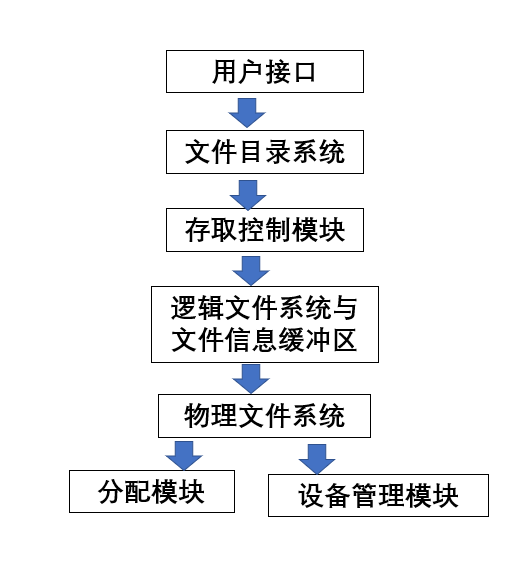 用户接口
文件目录系统
存取控制模块
逻辑文件系统与
文件信息缓冲区
物理文件系统
分配模块
设备管理模块